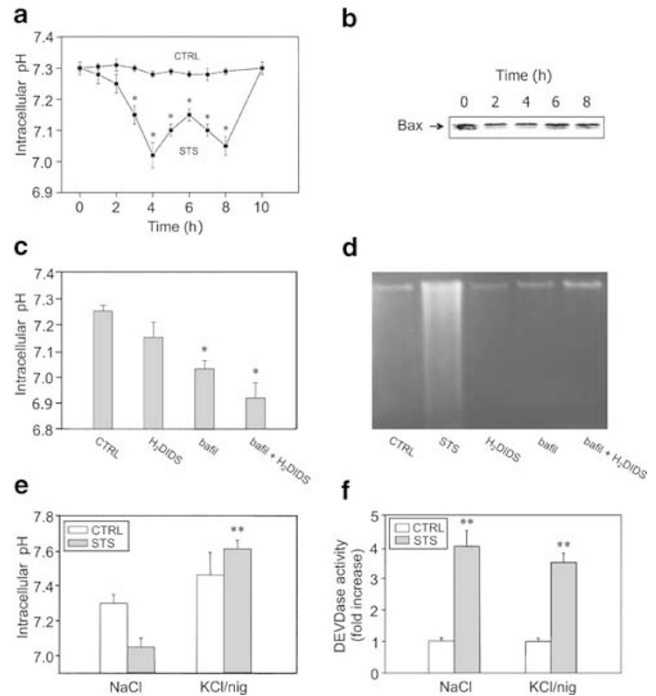 a
Intracellular pH
7.4
7.3
7.2
7.1
7.0
6.9
CTRL
* * * * * *
STS
0 2 4 6 8 10
Time (h)
b
Time (h)
0 2 4 6 8
Bax →
c
Intracellular pH
7.4
7.3
7.2
7.1
7.0
6.9
6.8
*
*
CTRL
H₂DIDS
bafil
bafil + H₂DIDS
d
CTRL
STS
H₂DIDS
bafil
bafil + H₂DIDS
e
Intracellular pH
7.8
7.6
7.4
7.2
7.0
CTRL
STS
**
NaCl KCl/nig
f
DEVDase activity
(fold increase)
5
4
3
2
1
0
CTRL
STS
**
**
NaCl KCl/nig